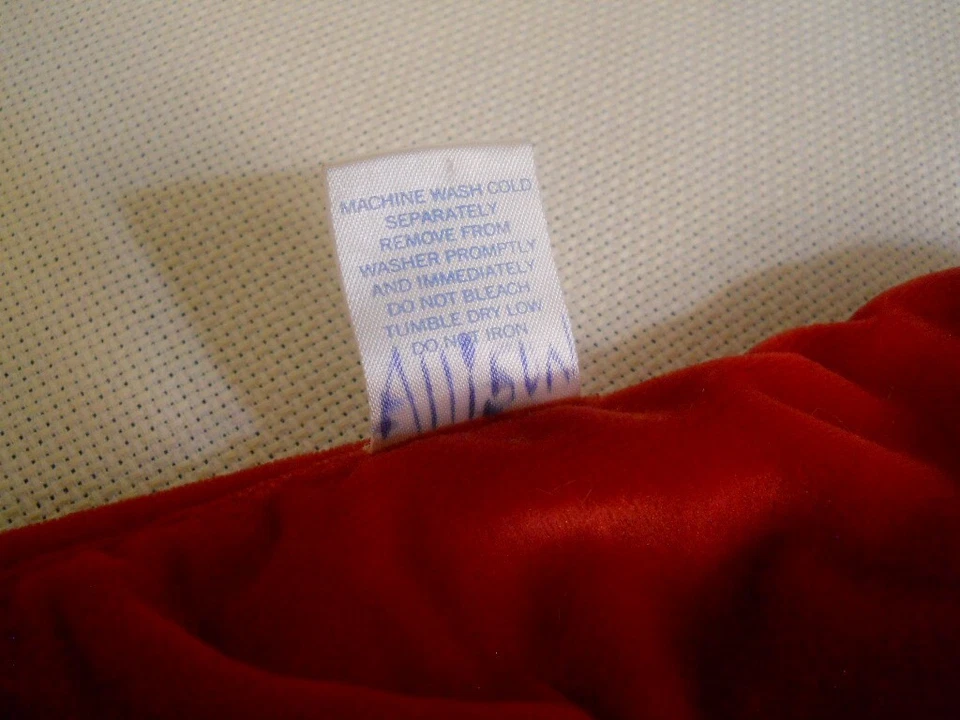 MACHINE WASH COLD
SEPARATELY
REMOVE FROM
WASHER PROMPTLY
AND IMMEDIATELY
DO NOT BLEACH
TUMBLE DRY LOW
DO NOT IRON